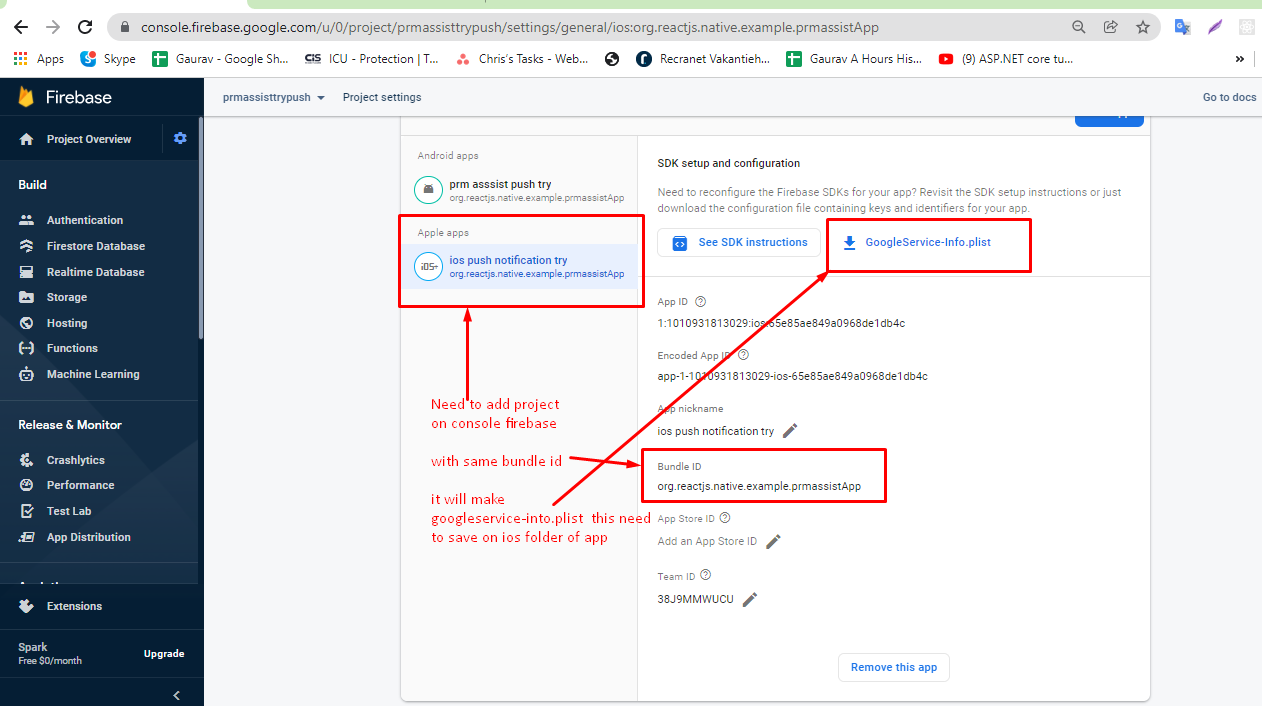 console.firebase.google.com/u/0/project/prmassisttrypush/settings/general/ios:org.reactjs.native.example.prmassistApp
Apps
Skype
Gaurav - Google Sh...
CIS
ICU - Protection | T...
Chris's Tasks - Web...
Recranet Vakantieh...
Gaurav A Hours His...
(9) ASP.NET core tu...
»
Firebase
prmassisttrypush
Project settings
Go to docs
Project Overview
Build
Authentication
Firestore Database
Realtime Database
Storage
Hosting
Functions
Machine Learning
Release & Monitor
Crashlytics
Performance
Test Lab
App Distribution
Extensions
Spark
Free $0/month
Upgrade
Android apps
prm asssist push try
org.reactjs.native.example.prmassistApp
Apple apps
iOS+
ios push notification try
org.reactjs.native.example.prmassistApp
Need to add project
on console firebase
with same bundle id
it will make
googleservice-into.plist this need
to save on ios folder of app
SDK setup and configuration
Need to reconfigure the Firebase SDKs for your app? Revisit the SDK setup instructions or just
download the configuration file containing keys and identifiers for your app.
See SDK instructions
GoogleService-Info.plist
App ID
1:1010931813029:ios:65e85ae849a0968de1db4c
Encoded App ID
app-1-1010931813029-ios-65e85ae849a0968de1db4c
App nickname
ios push notification try
Bundle ID
org.reactjs.native.example.prmassistApp
App Store ID
Add an App Store ID
Team ID
38J9MMWUCU
Remove this app